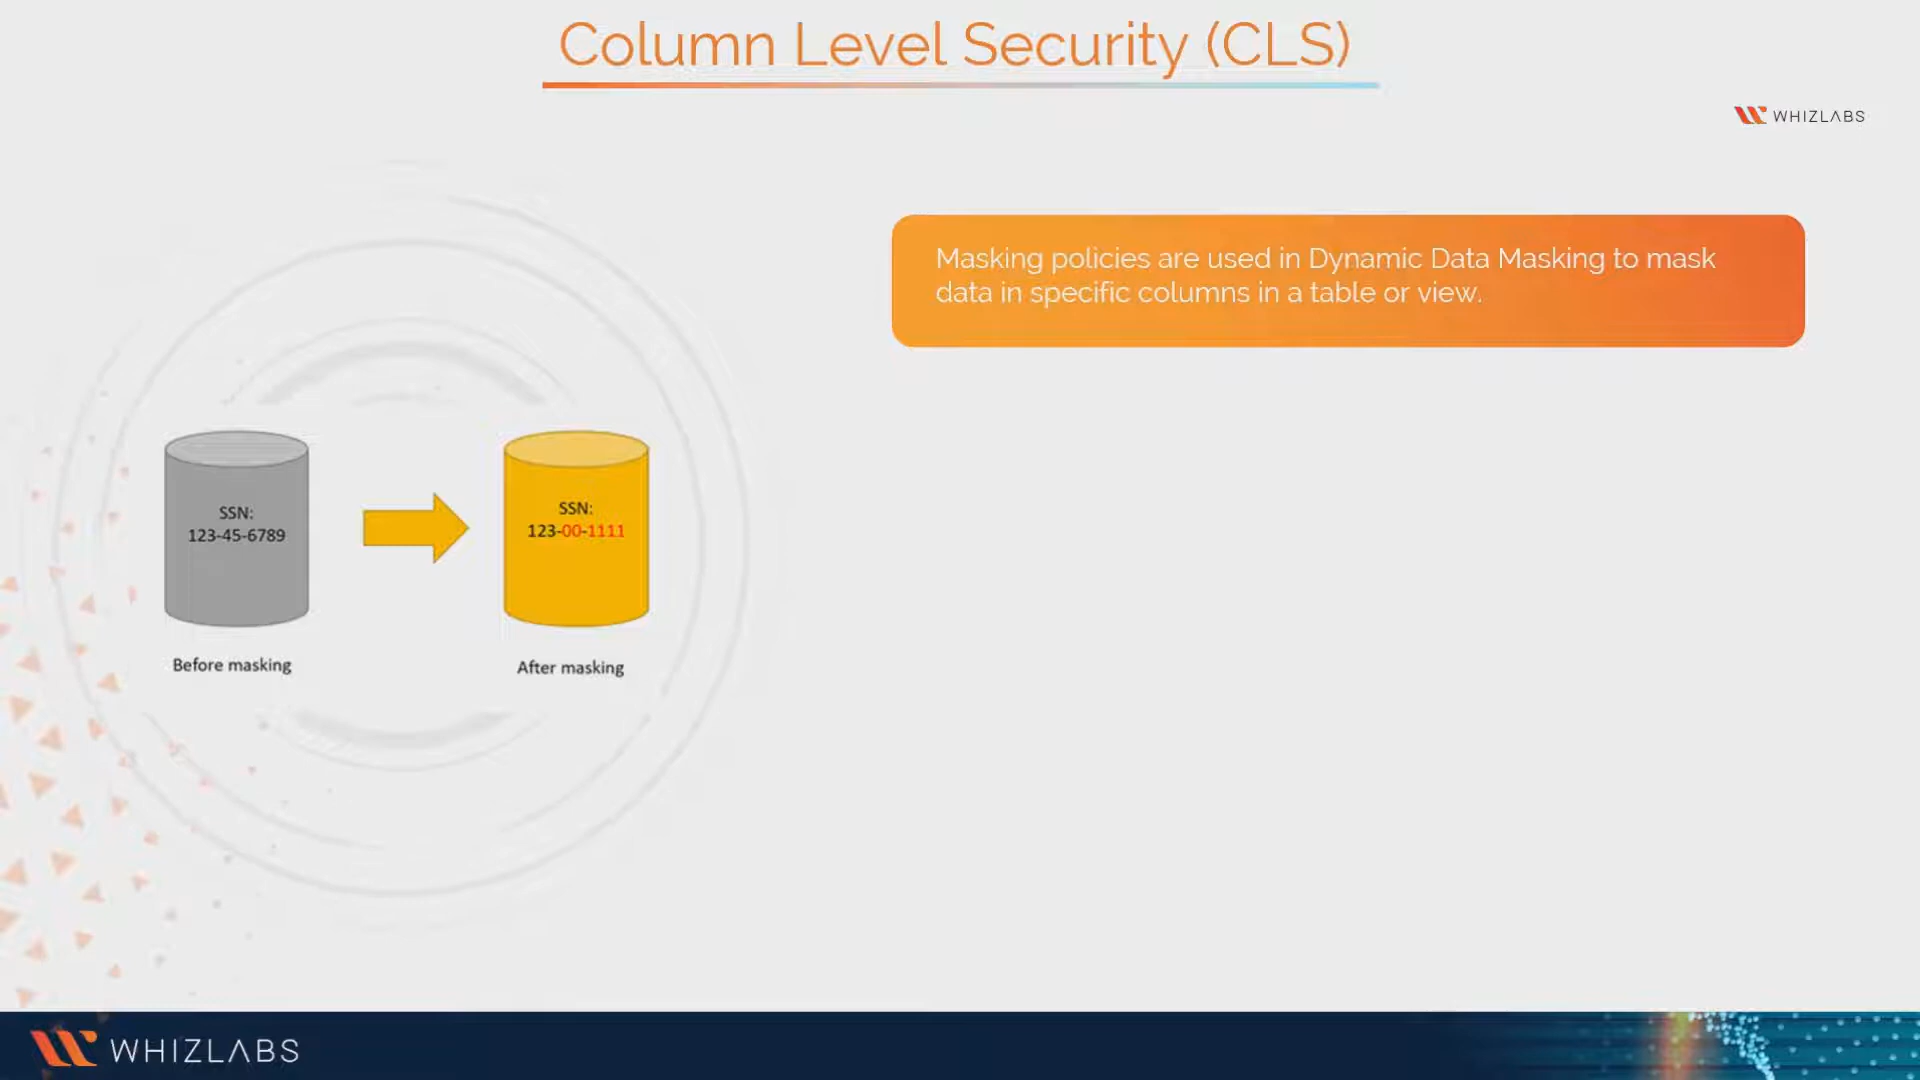 Column Level Security (CLS)
WHIZLABS
Masking policies are used in Dynamic Data Masking to mask
data in specific columns in a table or view.
SSN:
123-45-6789
SSN:
123-00-1111
Before masking
After masking
WHIZLABS